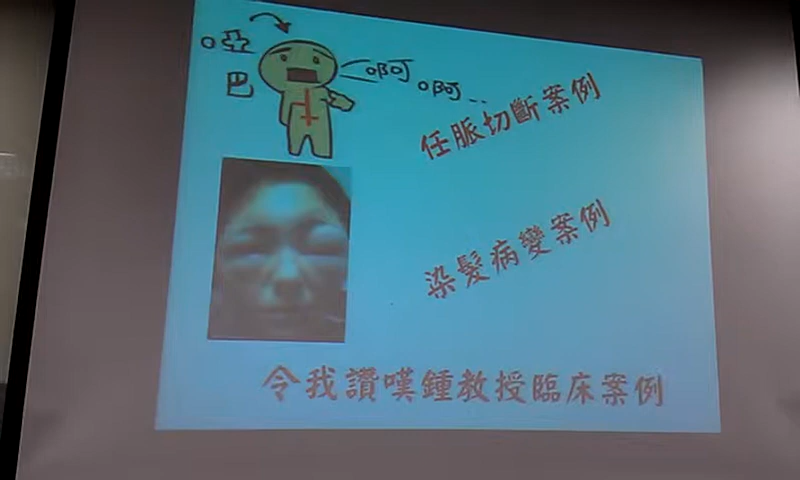 啞巴
啊 啊..
任脈切斷案例
染髮病變案例
令我讚嘆鍾教授臨床案例